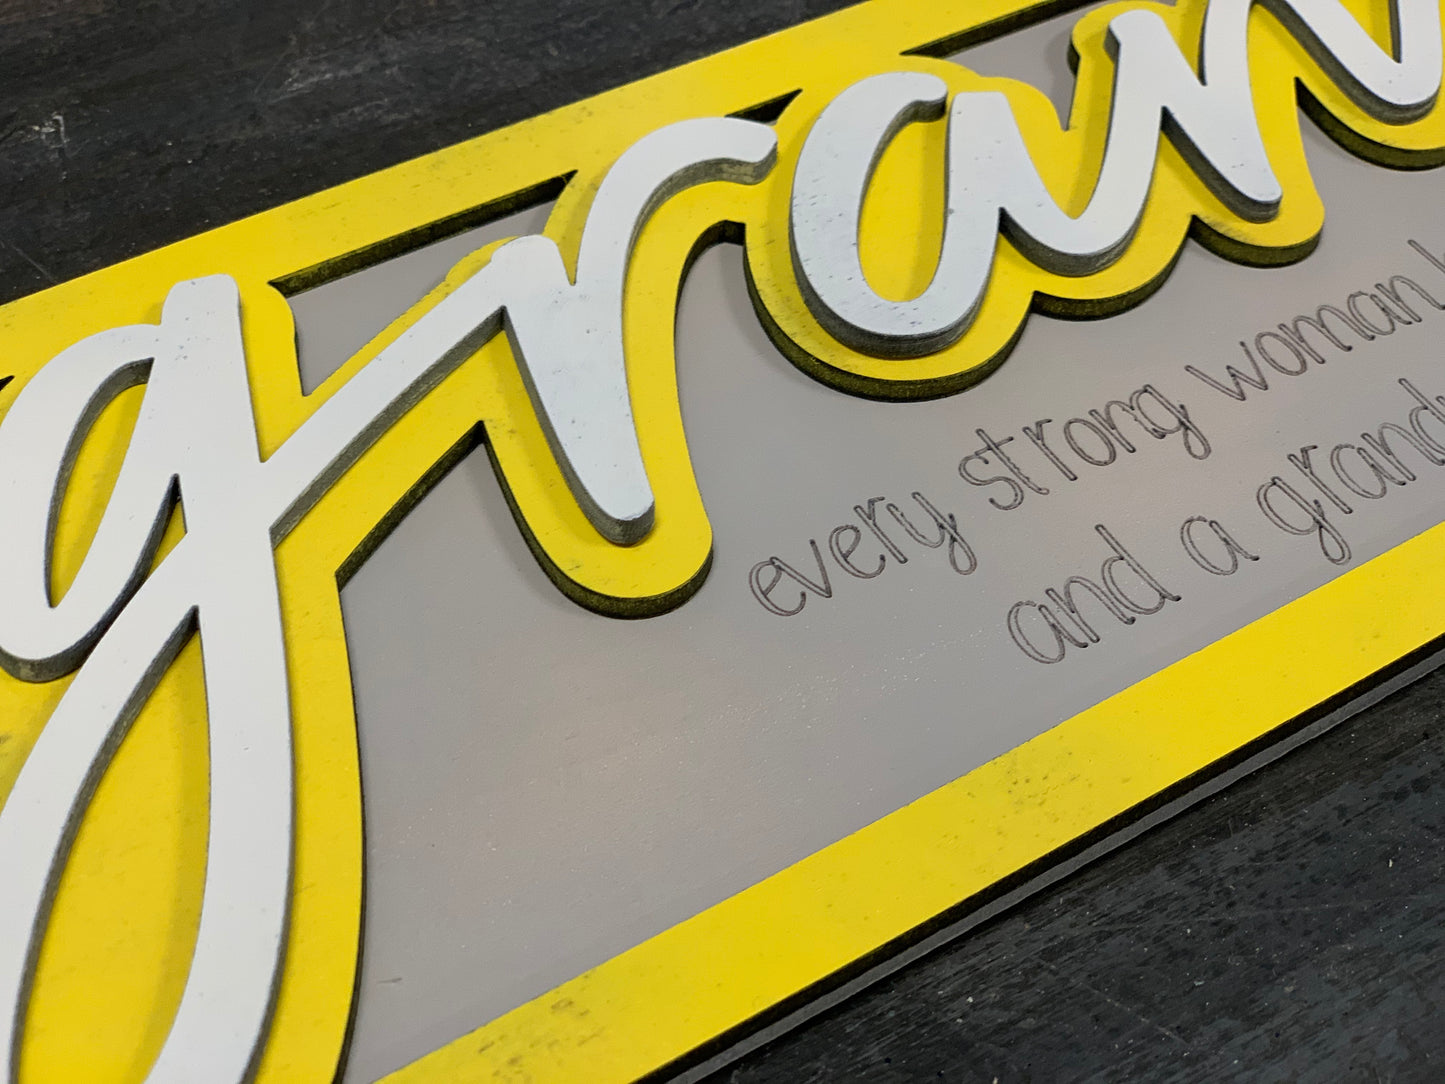 gran
every strong woman
and a grand